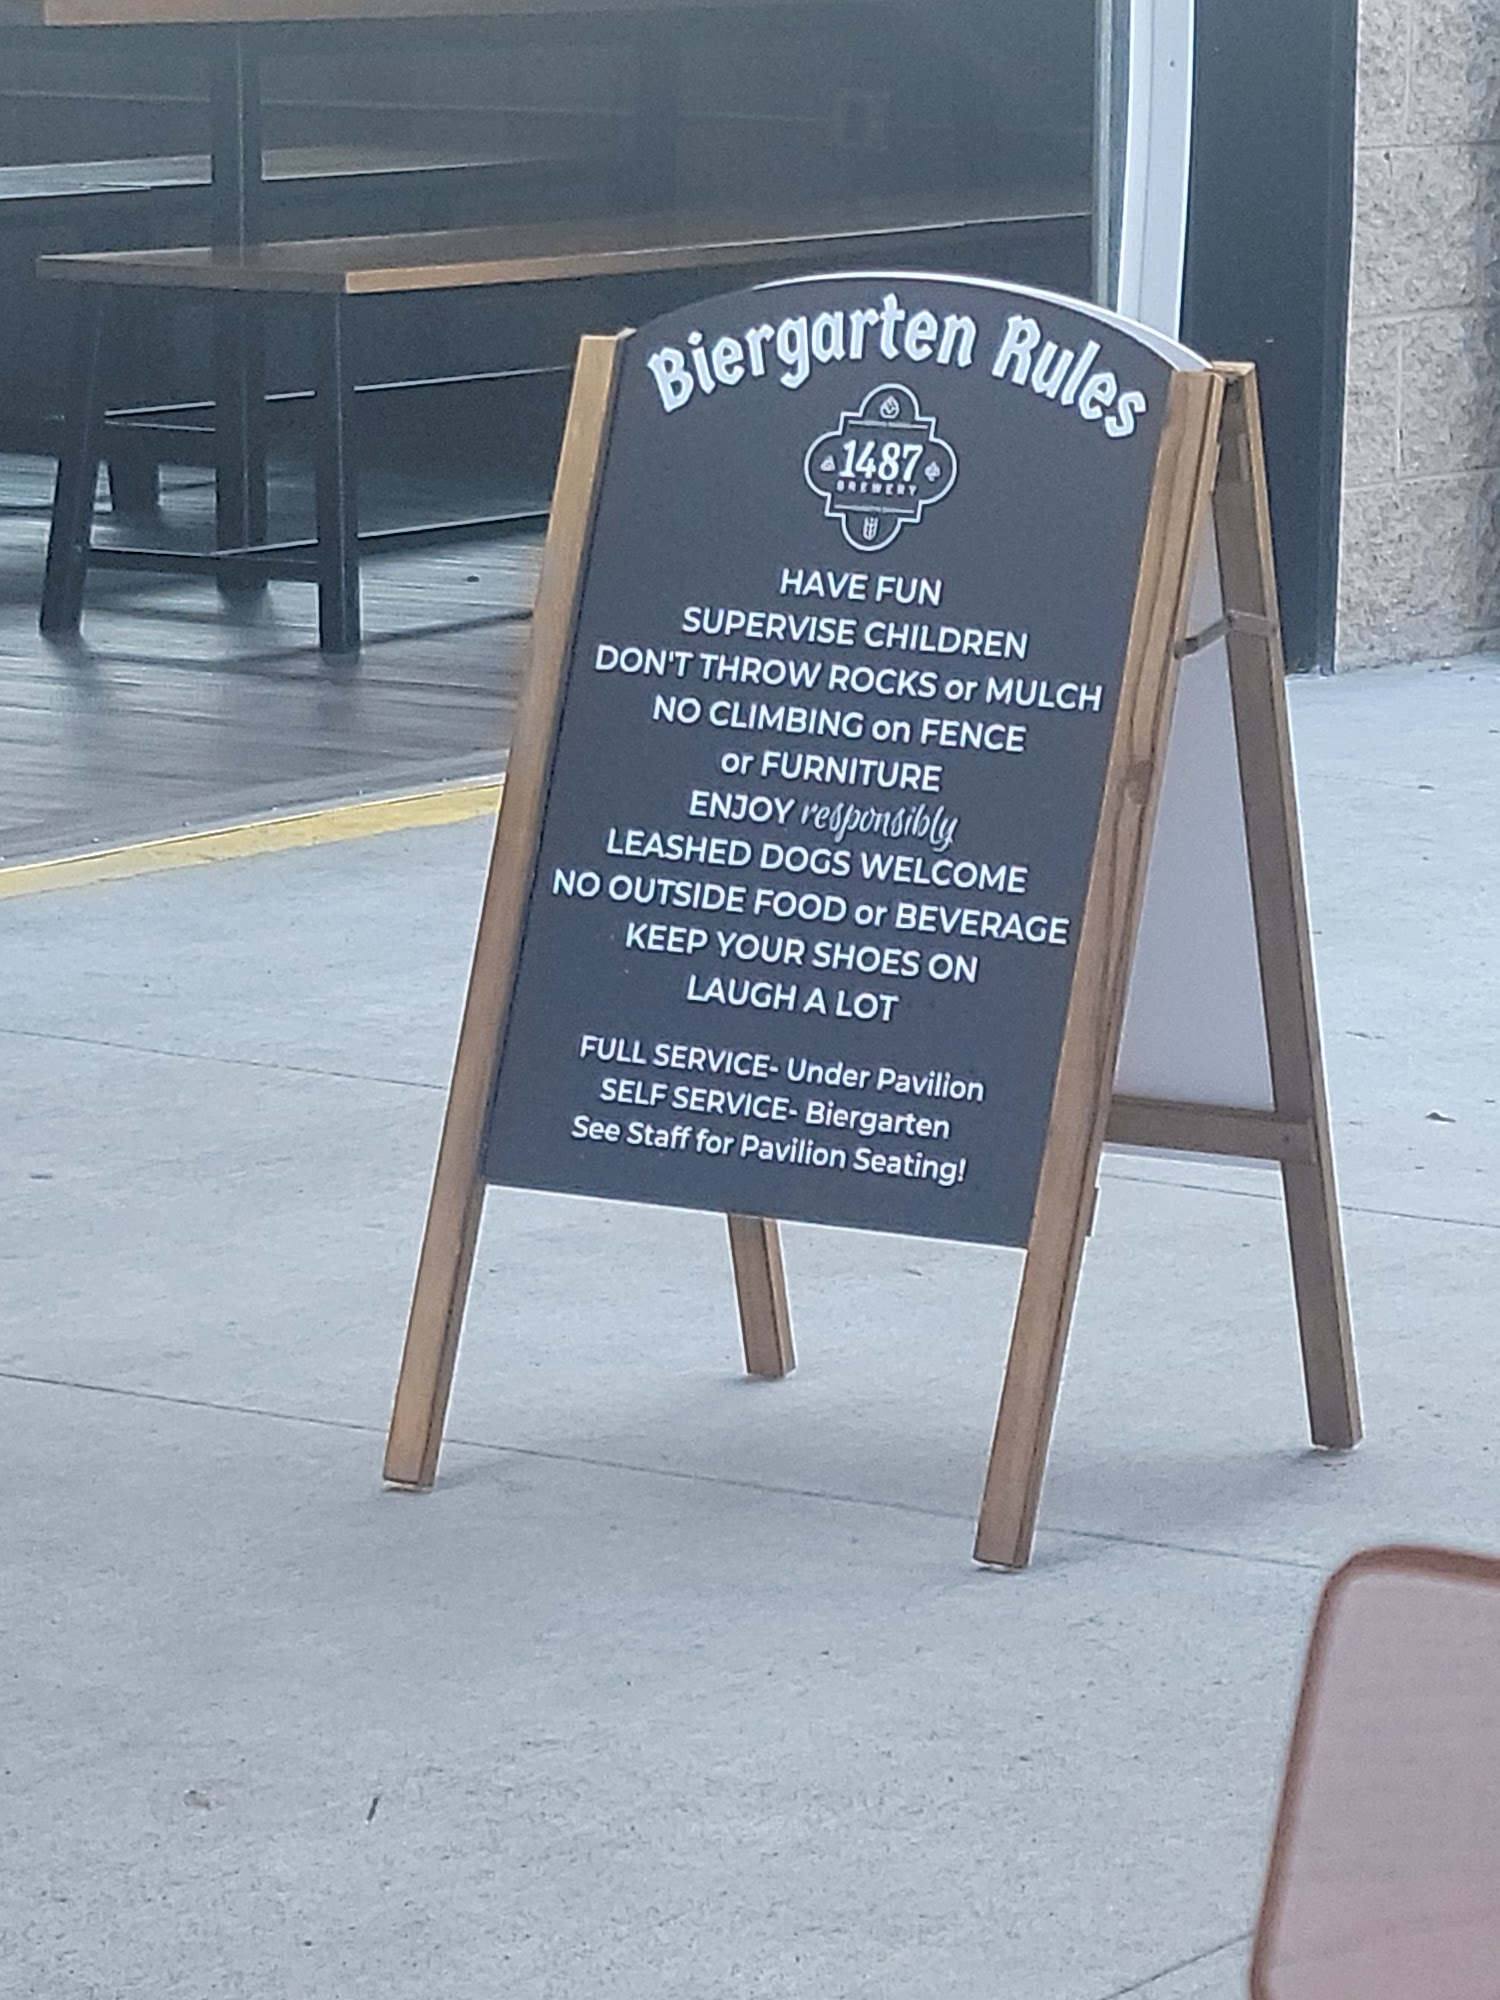 Biergarten Rules
1487
BREWERY
HAVE FUN
SUPERVISE CHILDREN
DON'T THROW ROCKS or MULCH
NO CLIMBING on FENCE
or FURNITURE
ENJOY responsibly
LEASHED DOGS WELCOME
NO OUTSIDE FOOD or BEVERAGE
KEEP YOUR SHOES ON
LAUGH A LOT
FULL SERVICE- Under Pavilion
SELF SERVICE- Biergarten
See Staff for Pavilion Seating!